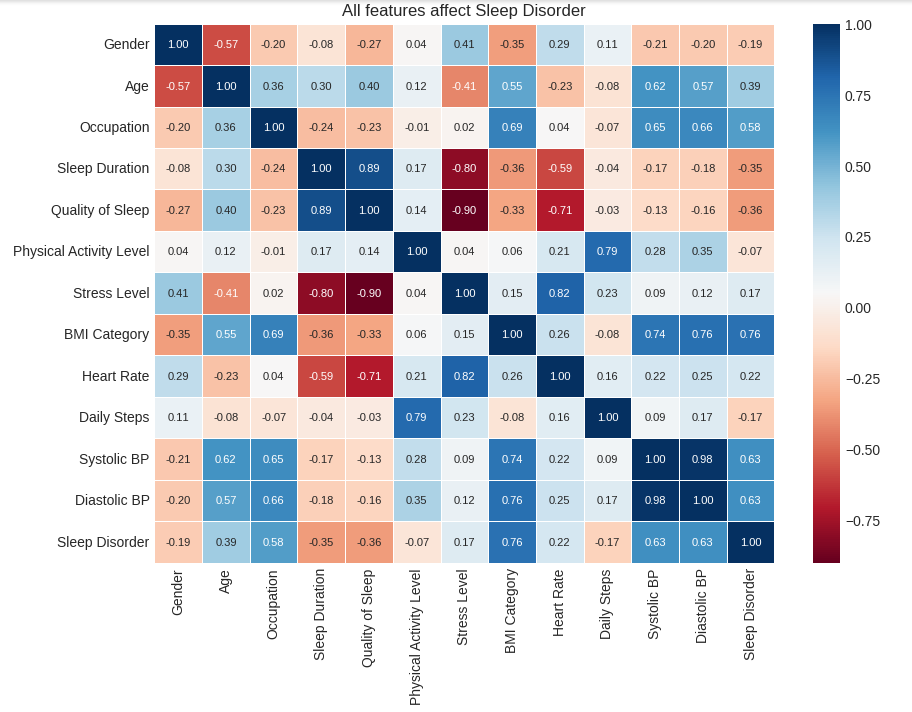 All features affect Sleep Disorder
Gender 1.00 -0.57 -0.20 -0.08 -0.27 0.04 0.41 -0.35 0.29 0.11 -0.21 -0.20 -0.19
Age -0.57 1.00 0.36 0.30 0.40 0.12 -0.41 0.55 -0.23 -0.08 0.62 0.57 0.39
Occupation -0.20 0.36 1.00 -0.24 -0.23 -0.01 0.02 0.69 0.04 -0.07 0.65 0.66 0.58
Sleep Duration -0.08 0.30 -0.24 1.00 0.89 0.17 -0.80 -0.36 -0.59 -0.04 -0.17 -0.18 -0.35
Quality of Sleep -0.27 0.40 -0.23 0.89 1.00 0.14 -0.90 -0.33 -0.71 -0.03 -0.13 -0.16 -0.36
Physical Activity Level 0.04 0.12 -0.01 0.17 0.14 1.00 0.04 0.06 0.21 0.79 0.28 0.35 -0.07
Stress Level 0.41 -0.41 0.02 -0.80 -0.90 0.04 1.00 0.15 0.82 0.23 0.09 0.12 0.17
BMI Category -0.35 0.55 0.69 -0.36 -0.33 0.06 0.15 1.00 0.26 -0.08 0.74 0.76 0.76
Heart Rate 0.29 -0.23 0.04 -0.59 -0.71 0.21 0.82 0.26 1.00 0.16 0.22 0.25 0.22
Daily Steps 0.11 -0.08 -0.07 -0.04 -0.03 0.79 0.23 -0.08 0.16 1.00 0.09 0.17 -0.17
Systolic BP -0.21 0.62 0.65 -0.17 -0.13 0.28 0.09 0.74 0.22 0.09 1.00 0.98 0.63
Diastolic BP -0.20 0.57 0.66 -0.18 -0.16 0.35 0.12 0.76 0.25 0.17 0.98 1.00 0.63
Sleep Disorder -0.19 0.39 0.58 -0.35 -0.36 -0.07 0.17 0.76 0.22 -0.17 0.63 0.63 1.00
Gender
Age
Occupation
Sleep Duration
Quality of Sleep
Physical Activity Level
Stress Level
BMI Category
Heart Rate
Daily Steps
Systolic BP
Diastolic BP
Sleep Disorder
1.00
0.75
0.50
0.25
0.00
−0.25
−0.50
−0.75